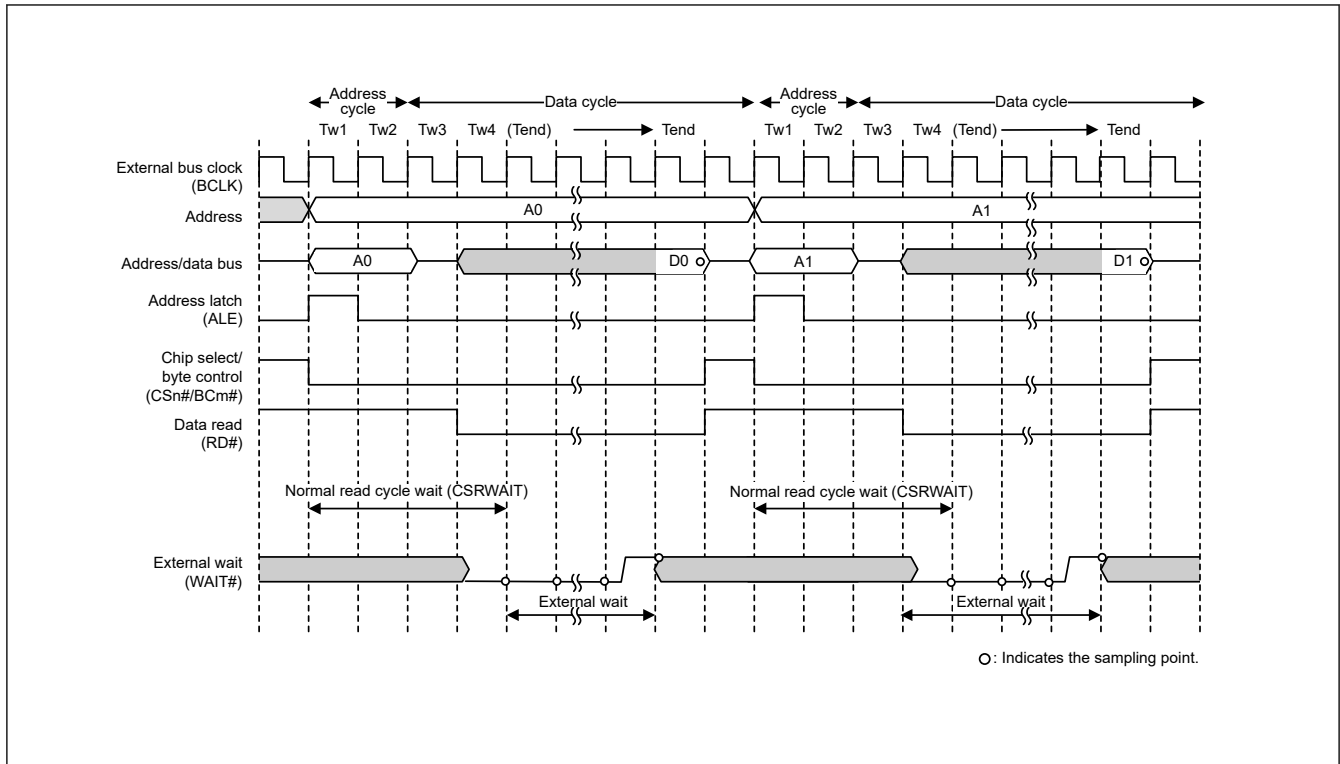 Address
cycle
Data cycle
Address
cycle
Data cycle
Tw1 Tw2 Tw3 Tw4 (Tend) Tend Tw1 Tw2 Tw3 Tw4 (Tend) Tend
External bus clock
(BCLK)
Address
A0 A1
Address/data bus
A0 D0 A1 D1
Address latch
(ALE)
Chip select/
byte control
(CSn#/BCm#)
Data read
(RD#)
Normal read cycle wait (CSRWAIT) Normal read cycle wait (CSRWAIT)
External wait
(WAIT#)
External wait External wait
: Indicates the sampling point.